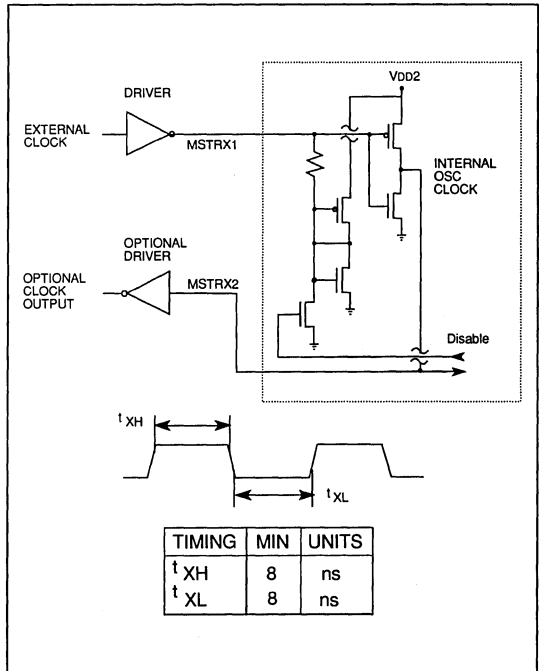 VDD2
DRIVER
EXTERNAL
CLOCK
MSTRX1
INTERNAL
OSC
CLOCK
OPTIONAL
DRIVER
OPTIONAL
CLOCK
OUTPUT
MSTRX2
Disable
t XH
t XL
TIMING MIN UNITS
t XH 8 ns
t XL 8 ns